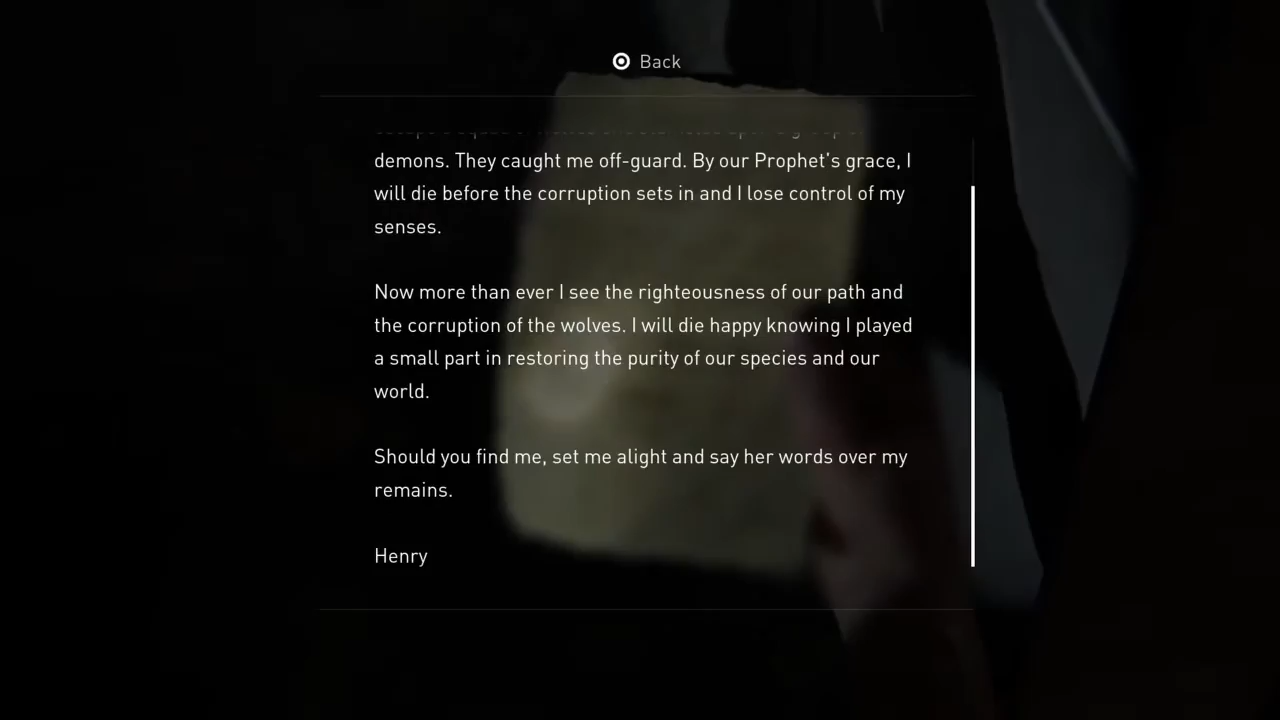 Back
demons. They caught me off-guard. By our Prophet's grace, I
will die before the corruption sets in and I lose control of my
senses.
Now more than ever I see the righteousness of our path and
the corruption of the wolves. I will die happy knowing I played
a small part in restoring the purity of our species and our
world.
Should you find me, set me alight and say her words over my
remains.
Henry